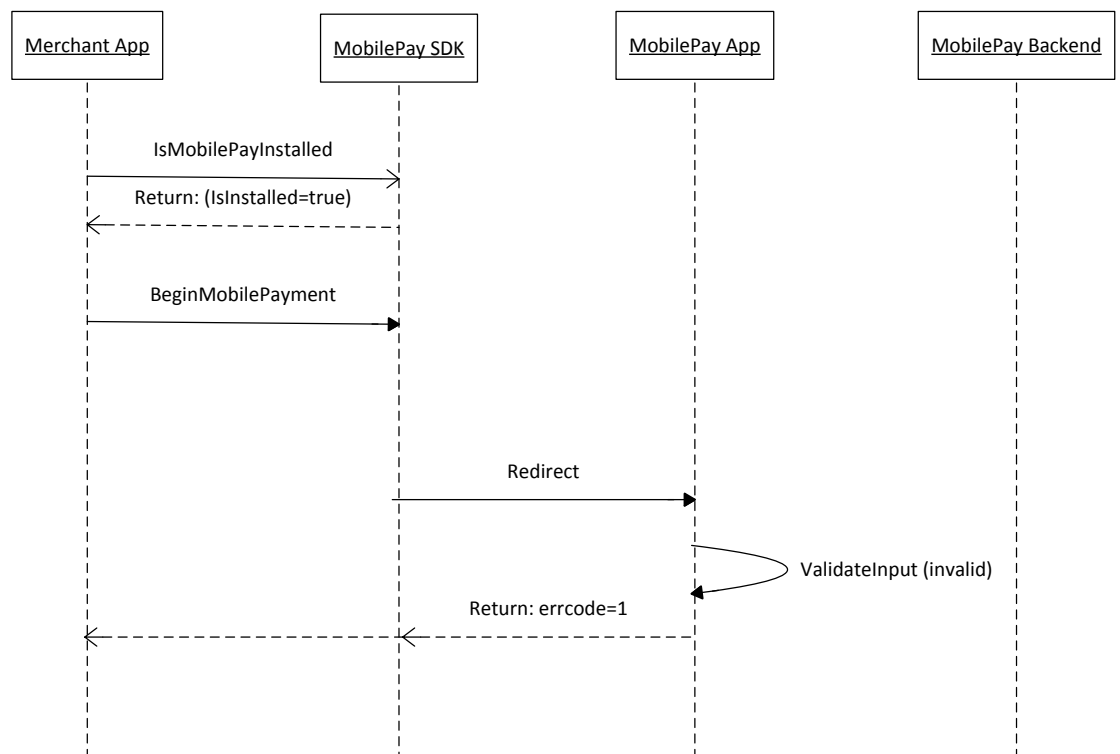 Merchant App
MobilePay SDK
MobilePay App
MobilePay Backend
IsMobilePayInstalled
Return: (IsInstalled=true)
BeginMobilePayment
Redirect
ValidateInput (invalid)
Return: errcode=1